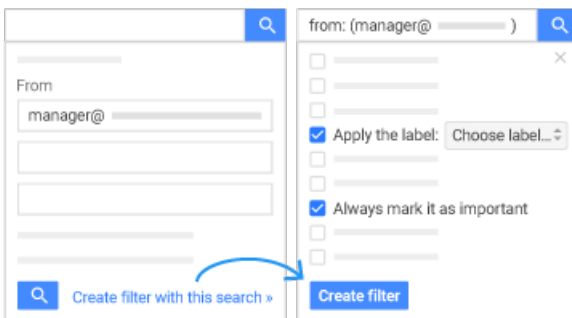 From
manager@
Create filter with this search »
from: (manager@ )
Apply the label: Choose label...
Always mark it as important
Create filter